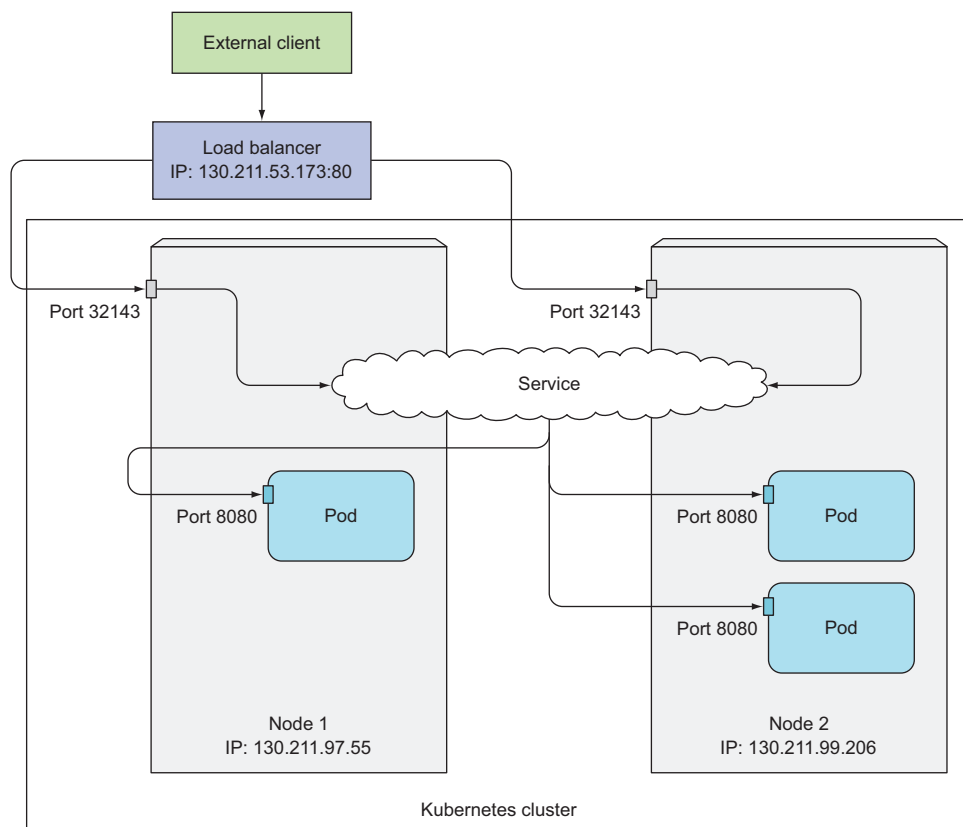 External client
Load balancer
IP: 130.211.53.173:80
Port 32143
Port 32143
Service
Port 8080
Pod
Port 8080
Pod
Port 8080
Pod
Node 1
IP: 130.211.97.55
Node 2
IP: 130.211.99.206
Kubernetes cluster